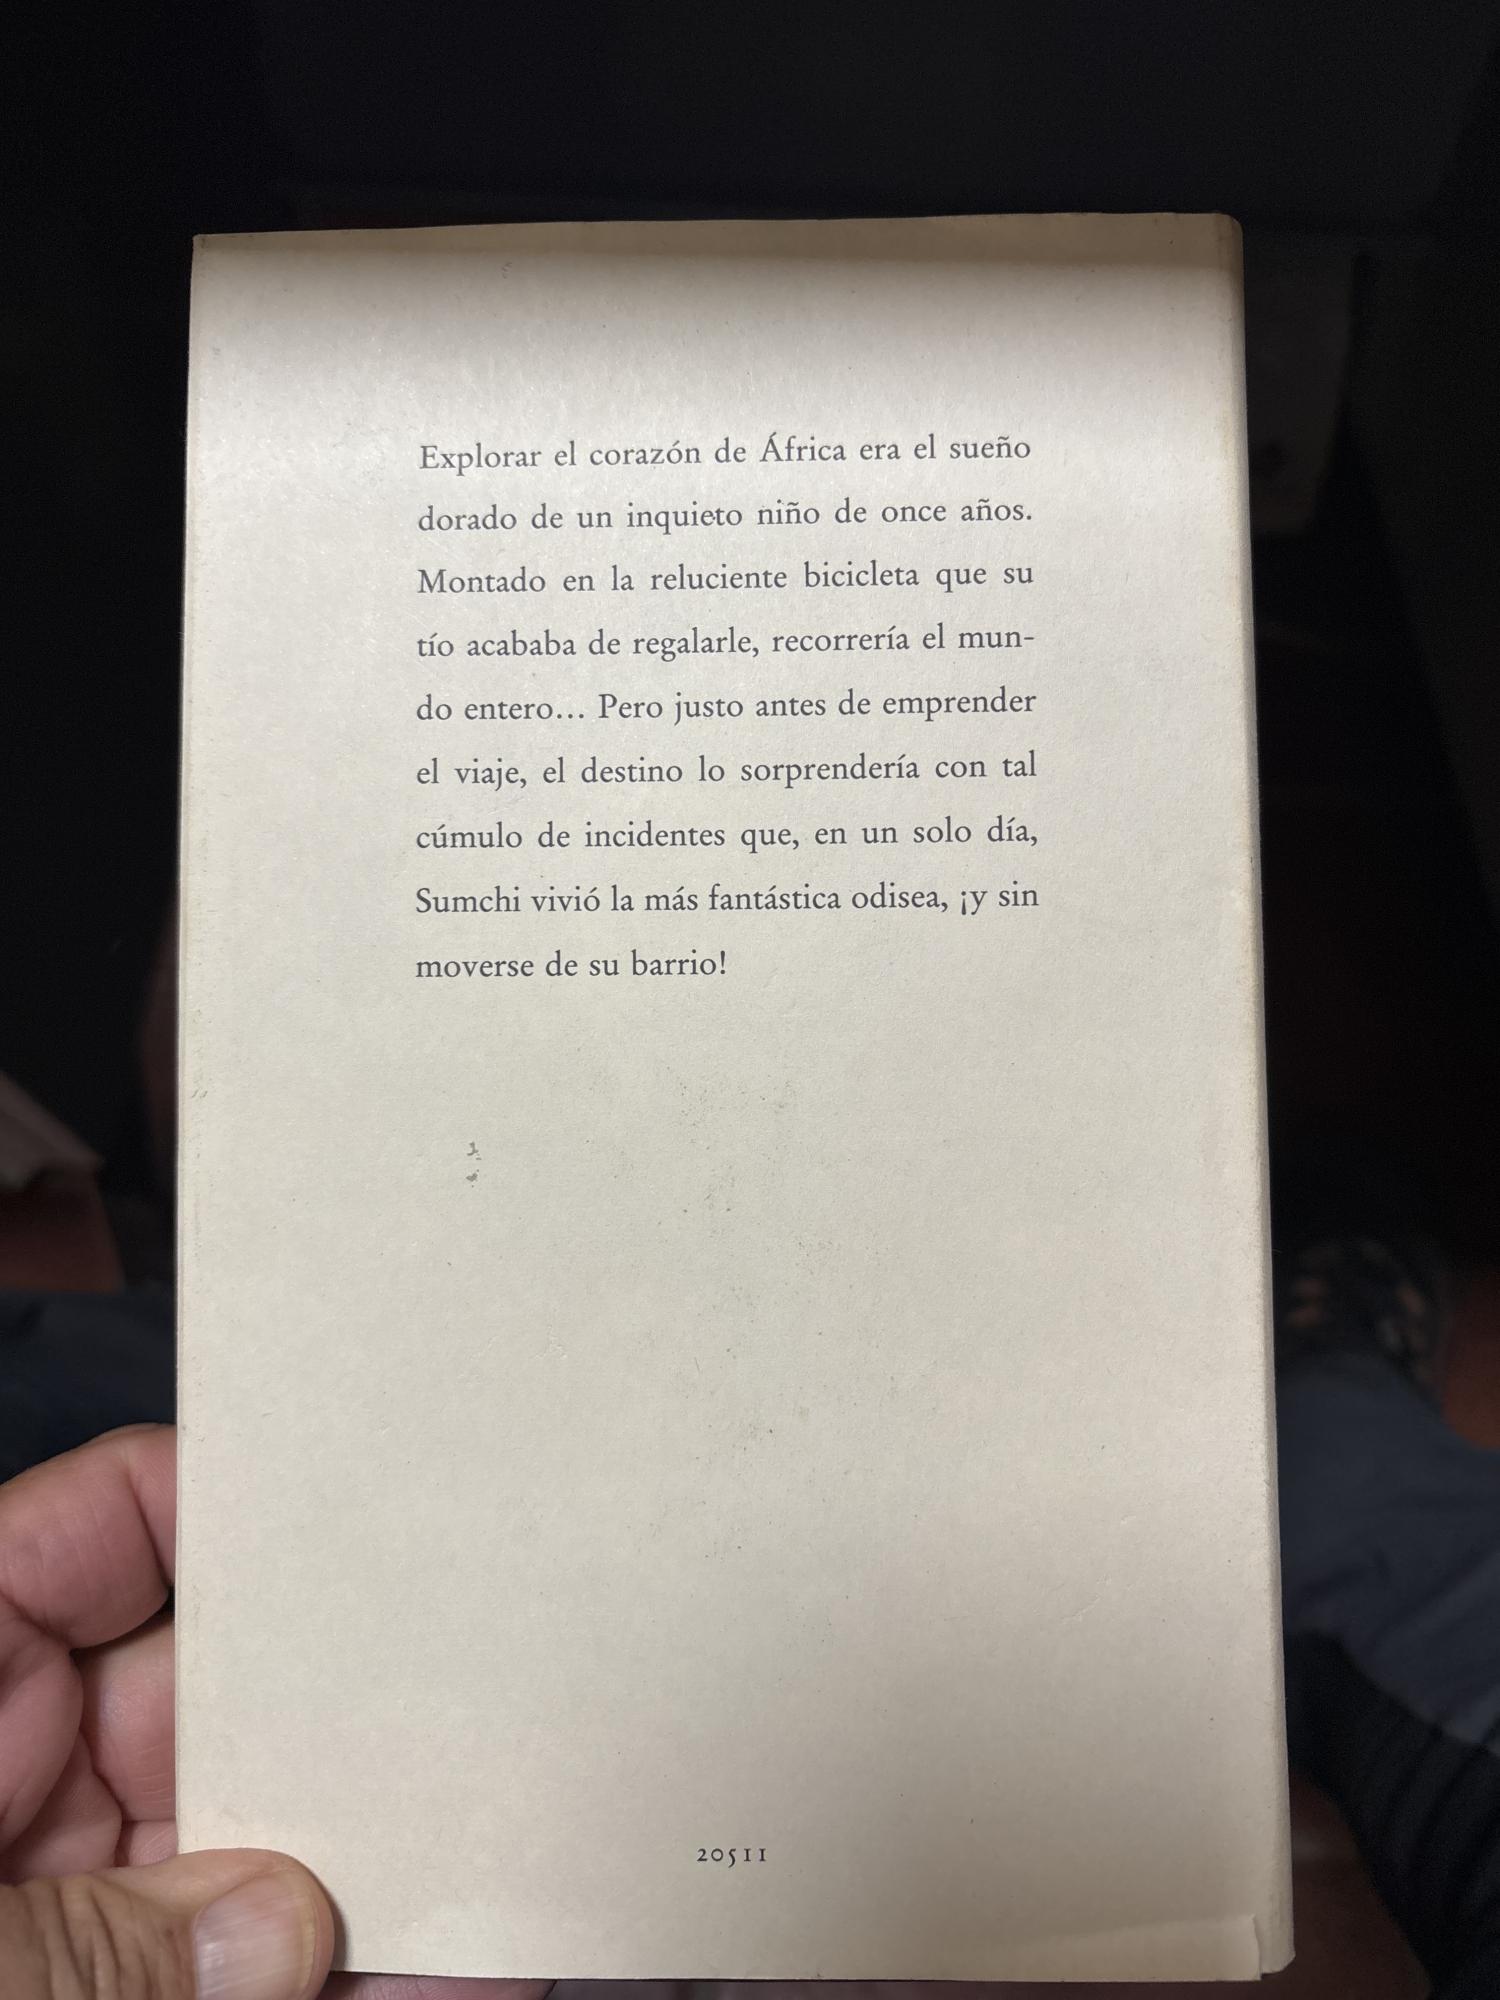 Explorar el corazón de África era el sueño
dorado de un inquieto niño de once años.
Montado en la reluciente bicicleta que su
tío acababa de regalarle, recorrería el mun-
do entero... Pero justo antes de emprender
el viaje, el destino lo sorprendería con tal
cúmulo de incidentes que, en un solo día,
Sumchi vivió la más fantástica odisea, ¡y sin
moverse de su barrio!
20511